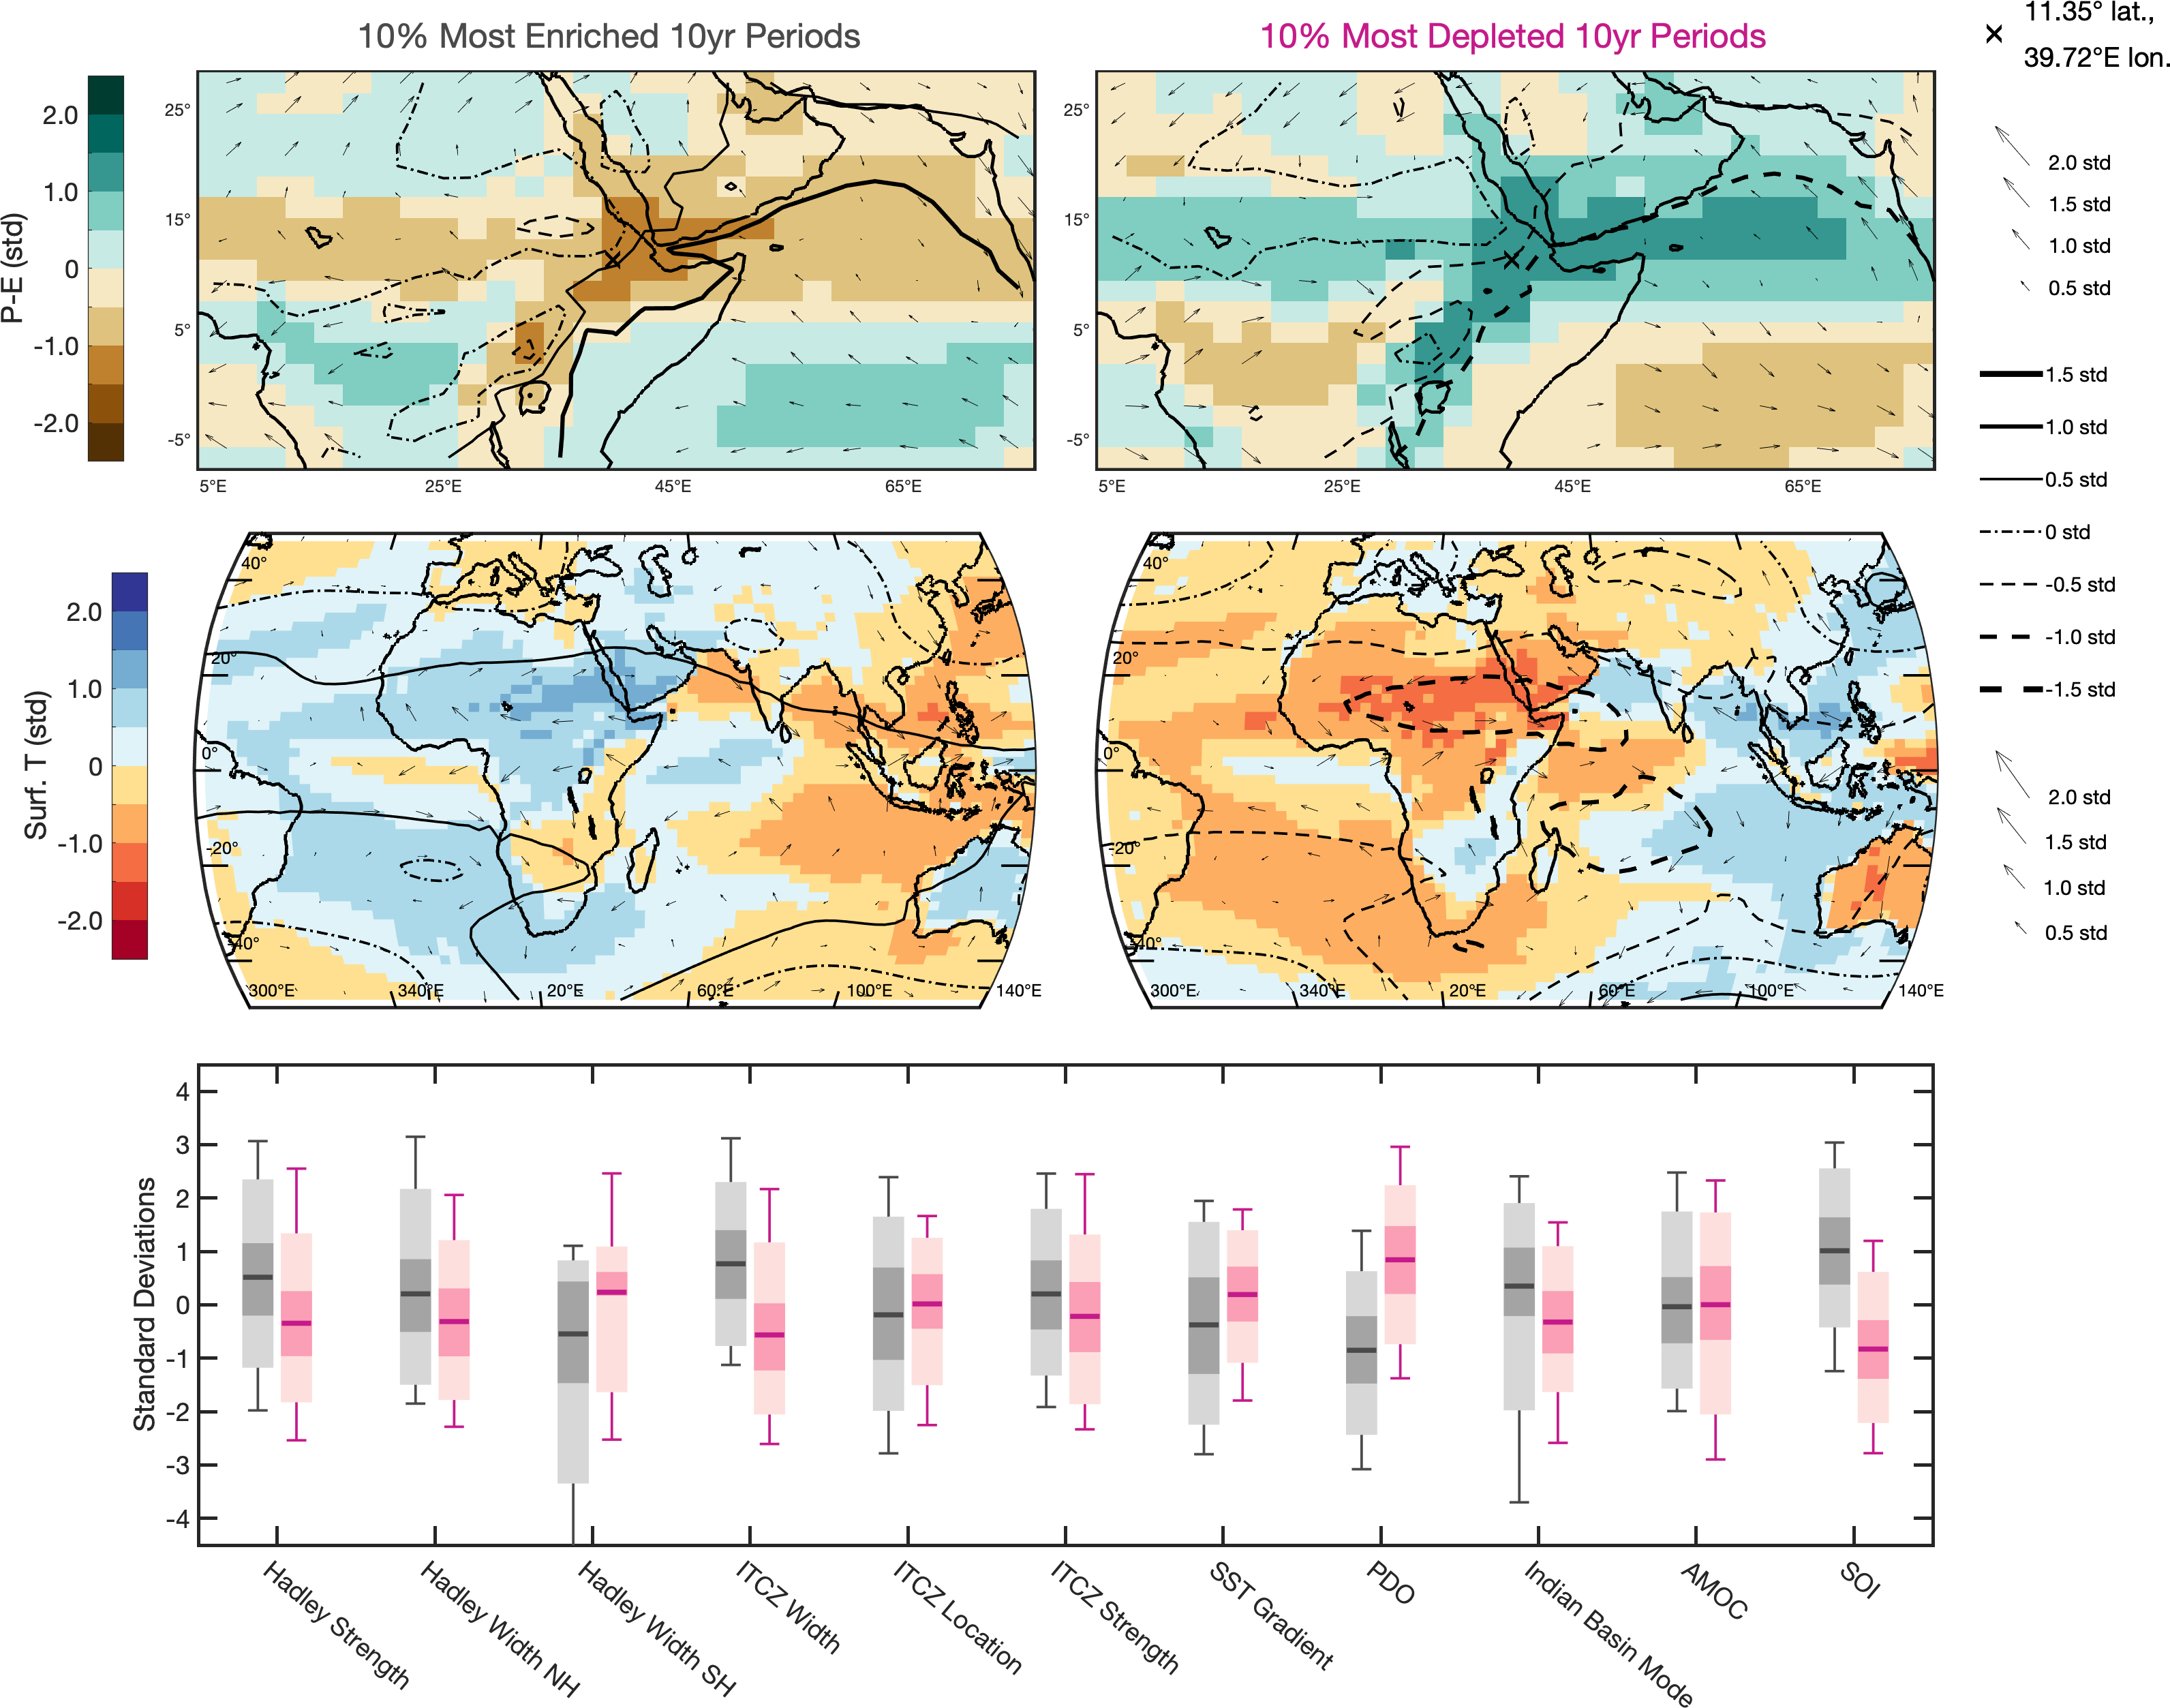 10% Most Enriched 10yr Periods
10% Most Depleted 10yr Periods
11.35° lat.,
39.72°E lon.
P-E (std)
2.0
1.0
0
-1.0
-2.0
25°
15°
5°
-5°
5°E
25°E
45°E
65°E
25°
15°
5°
-5°
5°E
25°E
45°E
65°E
2.0 std
1.5 std
1.0 std
0.5 std
1.5 std
1.0 std
0.5 std
0 std
-0.5 std
-1.0 std
-1.5 std
Surf. T (std)
2.0
1.0
0
-1.0
-2.0
40°
20°
0°
-20°
-40°
300°E
340°E
20°E
60°E
100°E
140°E
40°
20°
0°
-20°
-40°
300°E
340°E
20°E
60°E
100°E
140°E
2.0 std
1.5 std
1.0 std
0.5 std
Standard Deviations
4
3
2
1
0
-1
-2
-3
-4
Hadley Strength
Hadley Width NH
Hadley Width SH
ITCZ Width
ITCZ Location
ITCZ Strength
SST Gradient
PDO
Indian Basin Mode
AMOC
SOI